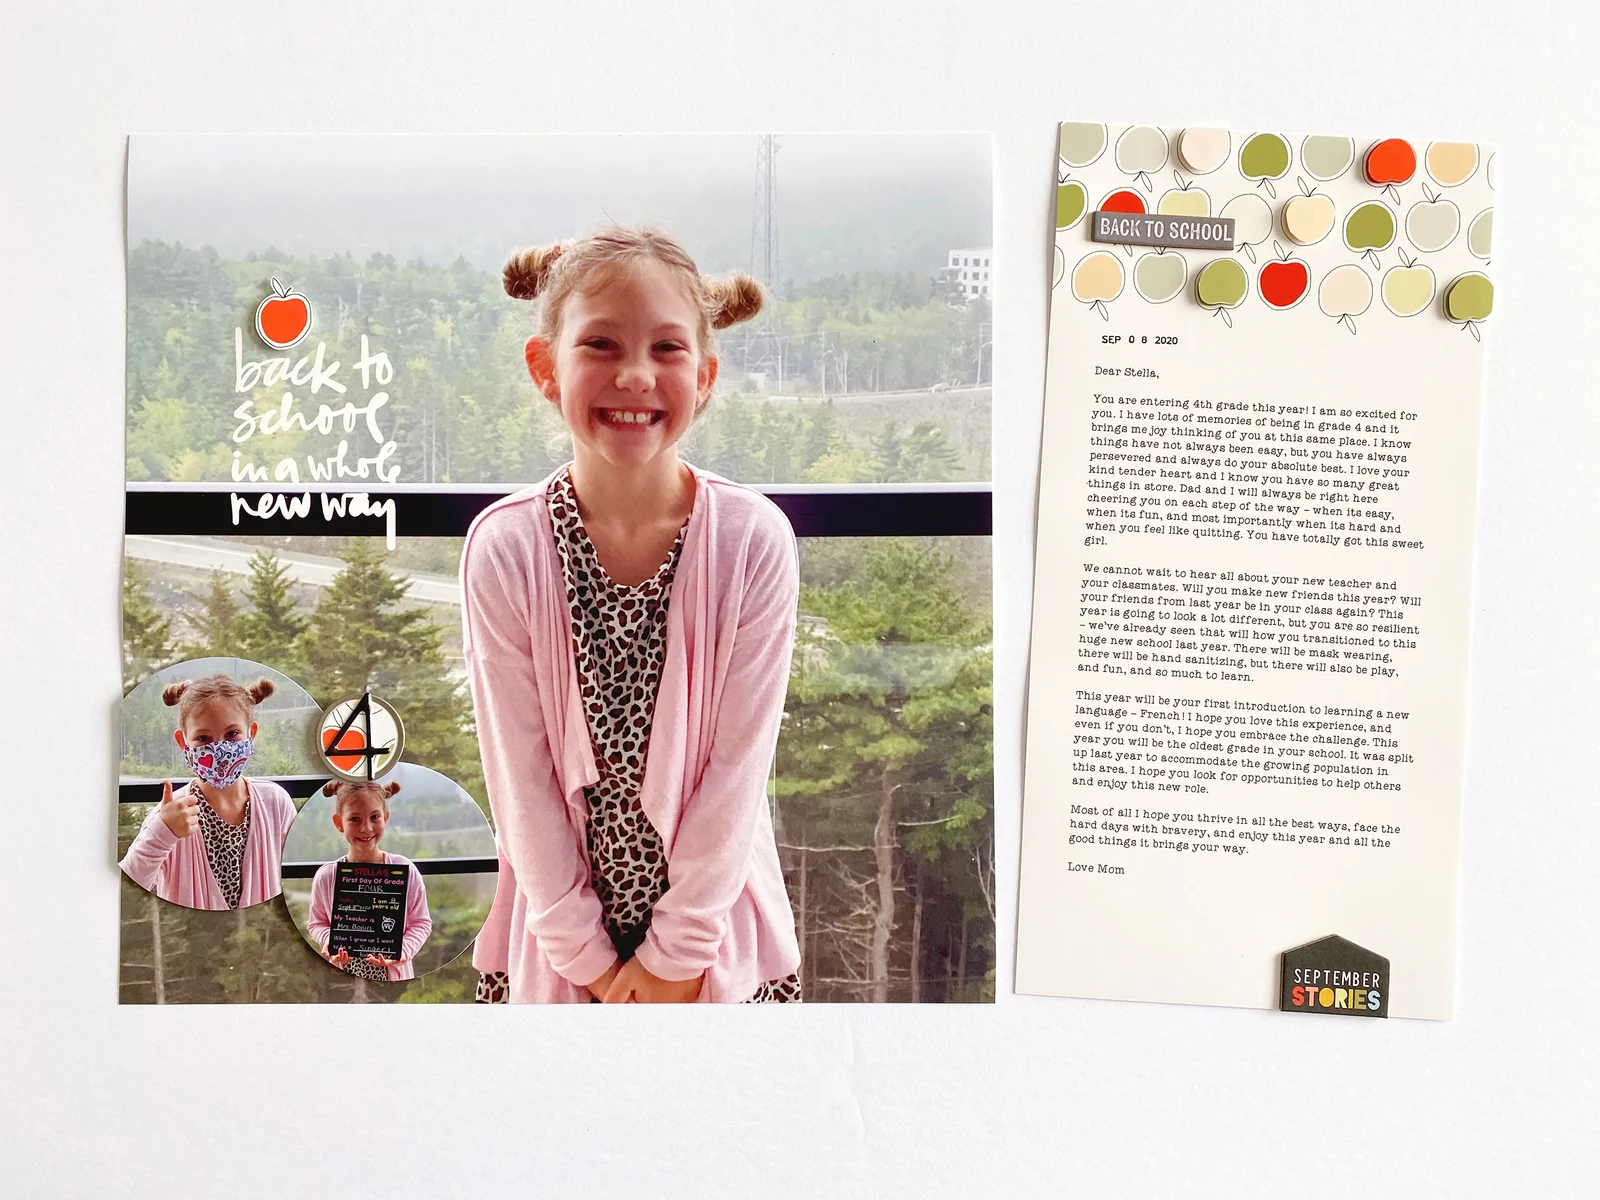 back to
school
in a whole
new way
4
STELLA'S
First Day Of Grade
FOUR
I am 8
years old
My Teacher is
When I grow up I want
to be a Singer!
BACK TO SCHOOL
SEP 08 2020
Dear Stella,
You are entering 4th grade this year! I am so excited for
you. I have lots of memories of being in grade 4 and it
brings me joy thinking of you at this same place. I know
things have not always been easy, but you have always
persevered and always do your absolute best. I love your
kind tender heart and I know you have so many great
things in store. Dad and I will always be right here
cheering you on each step of the way - when its easy,
when its fun, and most importantly when its hard and
when you feel like quitting. You have totally got this sweet
girl.
We cannot wait to hear all about your new teacher and
your classmates. Will you make new friends this year? Will
your friends from last year be in your class again? This
year is going to look a lot different, but you are so resilient
- we've already seen that will how you transitioned to this
huge new school last year. There will be mask wearing,
there will be hand sanitizing, but there will also be play,
and fun, and so much to learn.
This year will be your first introduction to learning a new
language - French! I hope you love this experience, and
even if you don't, I hope you embrace the challenge. This
year you will be the oldest grade in your school. It was split
up last year to accommodate the growing population in
this area. I hope you look for opportunities to help others
and enjoy this new role.
Most of all I hope you thrive in all the best ways, face the
hard days with bravery, and enjoy this year and all the
good things it brings your way.
Love Mom
SEPTEMBER
STORIES